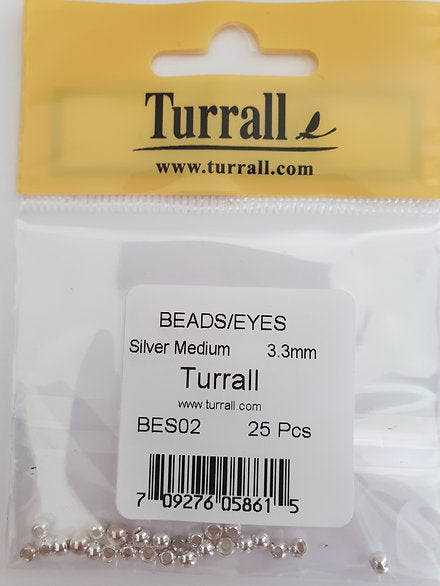 Turrall
www.turrall.com
BEADS/EYES
Silver Medium 3.3mm
Turrall
www.turrall.com
BES02 25 Pcs
7 09276 05861 5